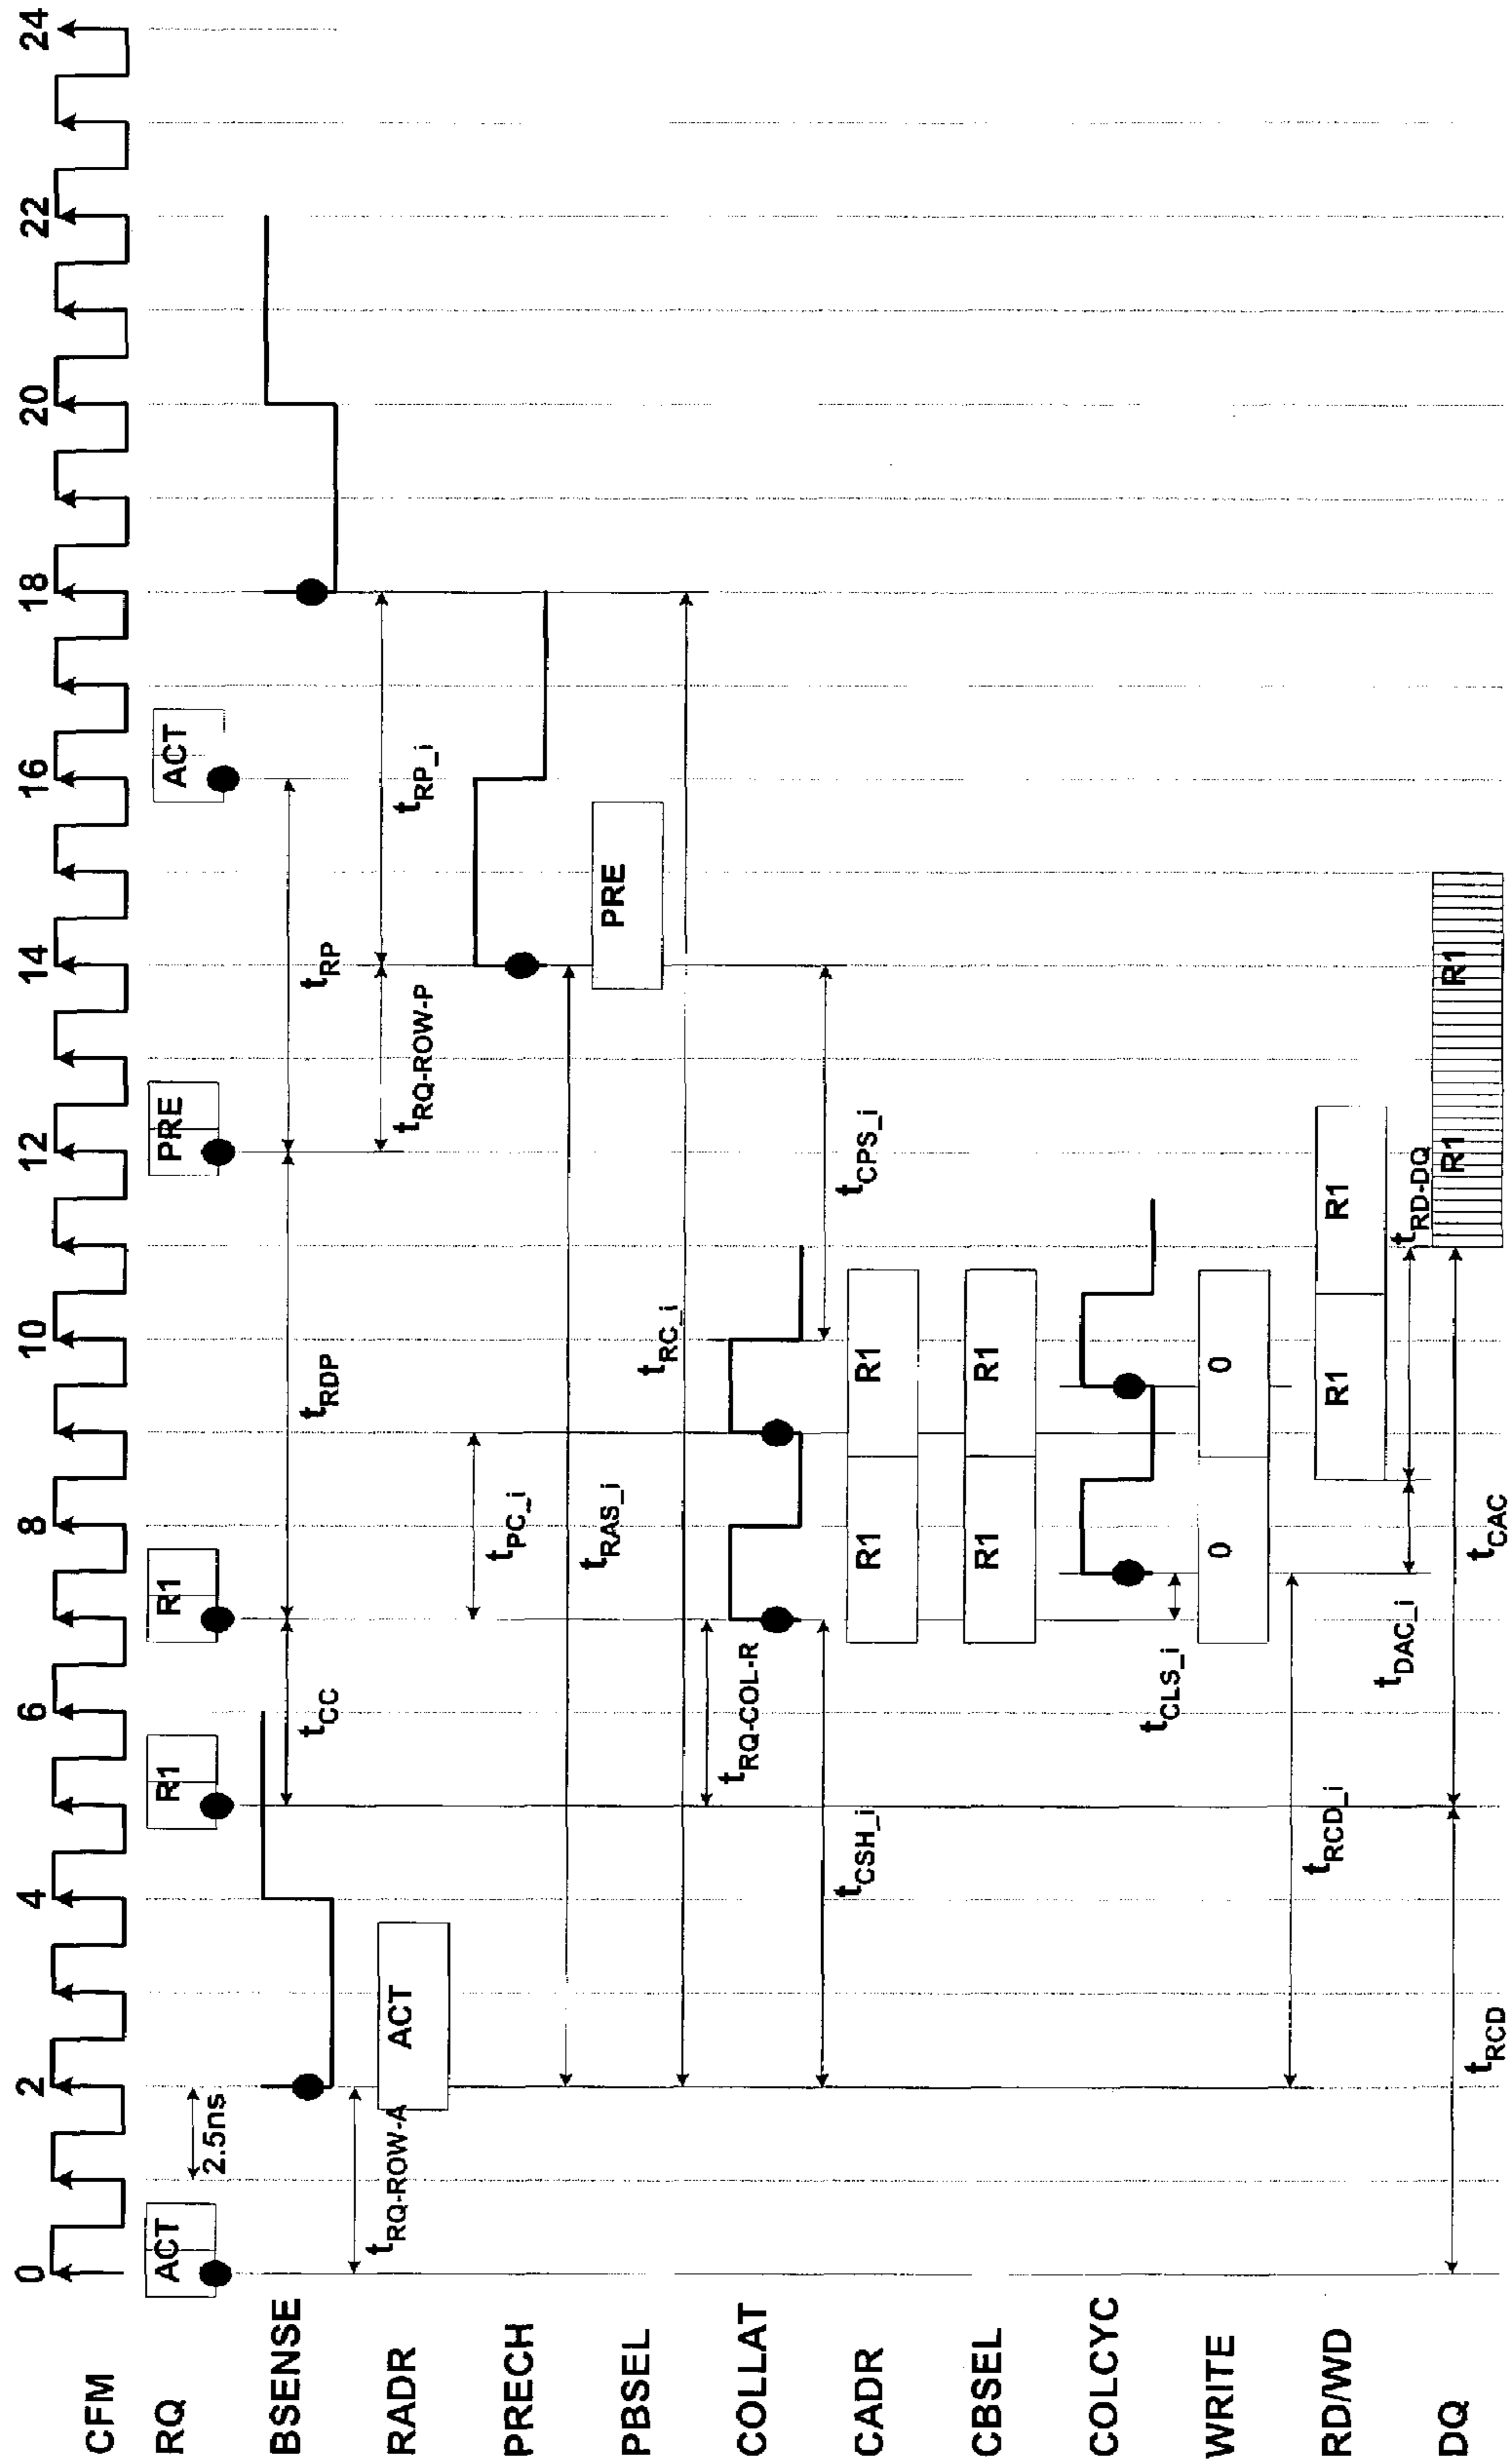 0 2 4 6 8 10 12 14 16 18 20 22 24
CFM
RQ
ACT
R1
R1
PRE
ACT
2.5ns
BSENSE
tCC
tRDP
tRP
RADR
tRQ-ROW-A
ACT
tRQ-ROW-P
tRP_i
PRECH
tPC_i
PBSEL
tRAS_i
PRE
tRC_i
COLLAT
tRQ-COL-R
tCSH_i
tCPS_i
CADR
R1
R1
CBSEL
R1
R1
COLCYC
tCLS_i
WRITE
0
0
tRCD_i
RD/WD
R1
R1
tDAC_i
tRD-DQ
DQ
R1
R1
tRCD
tCAC